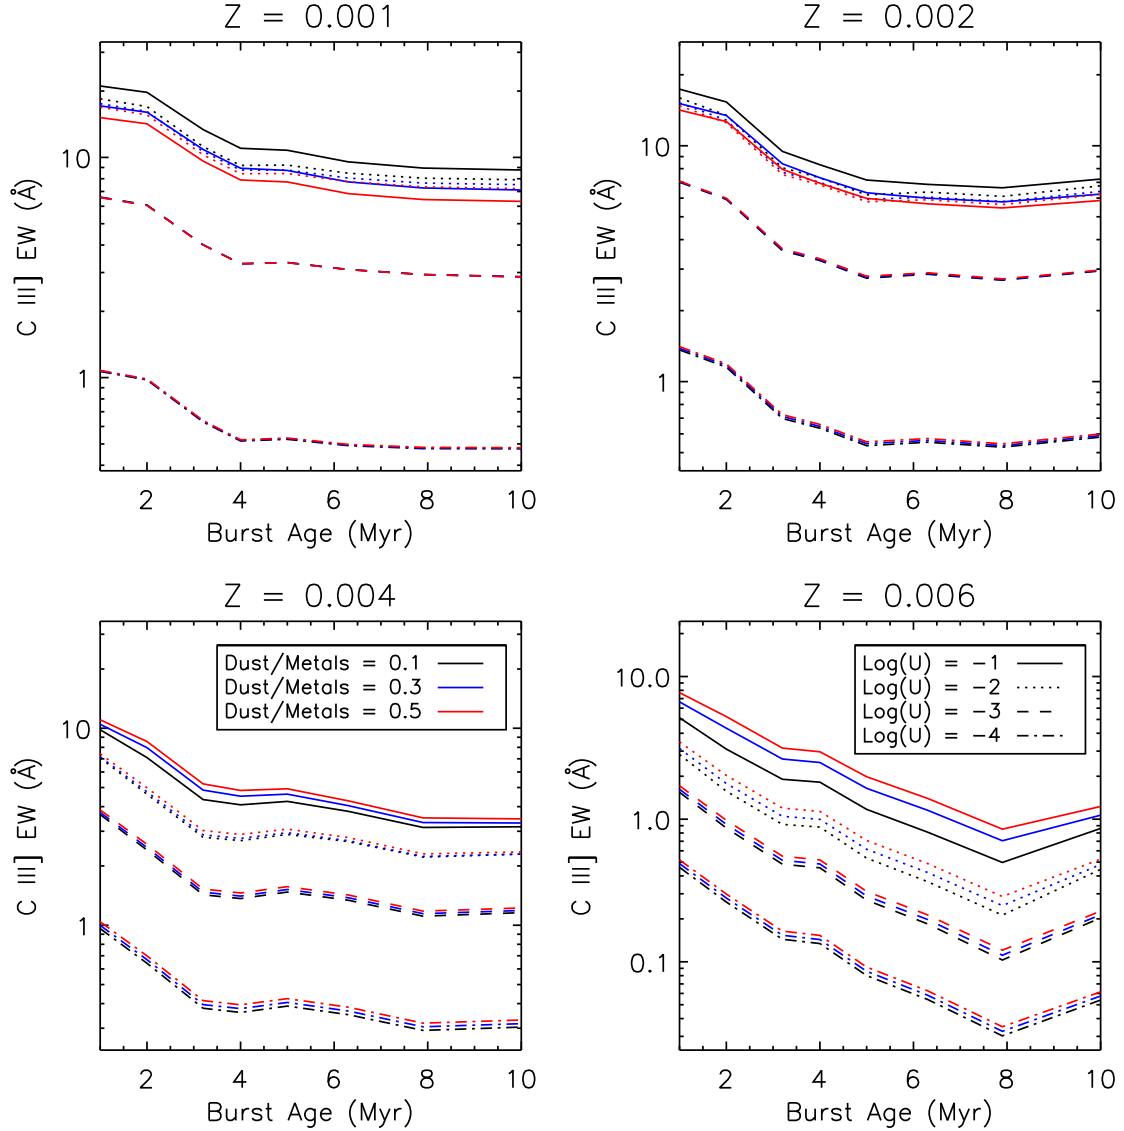 Z = 0.001
C III] EW (Å)
10
1
2 4 6 8 10
Burst Age (Myr)
Z = 0.002
C III] EW (Å)
10
1
2 4 6 8 10
Burst Age (Myr)
Z = 0.004
C III] EW (Å)
10
1
Dust/Metals = 0.1
Dust/Metals = 0.3
Dust/Metals = 0.5
2 4 6 8 10
Burst Age (Myr)
Z = 0.006
C III] EW (Å)
10.0
1.0
0.1
Log(U) = −1
Log(U) = −2
Log(U) = −3
Log(U) = −4
2 4 6 8 10
Burst Age (Myr)